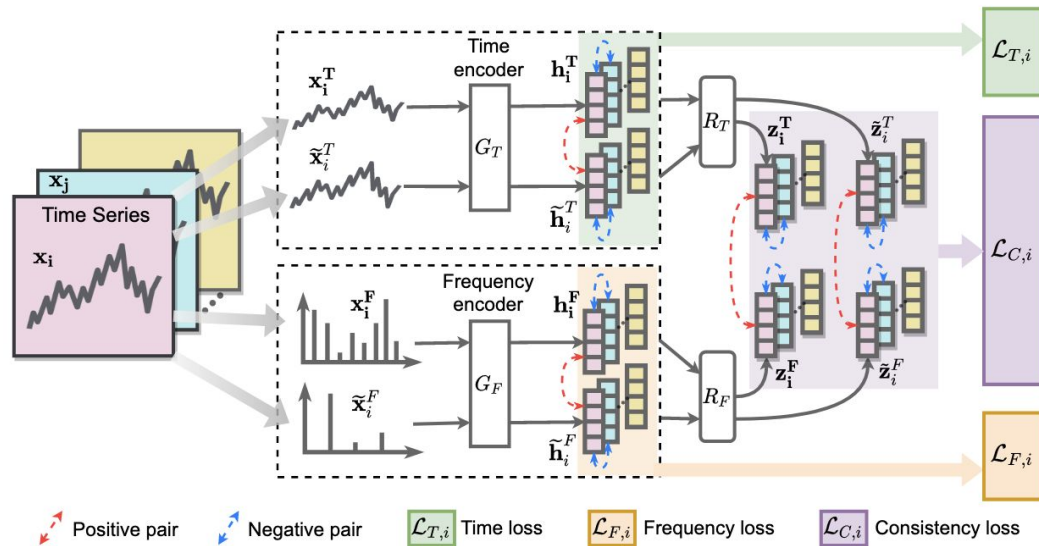 Time
encoder
x_i^T
x̃_i^T
G_T
h_i^T
h̃_i^T
R_T
z_i^T
z̃_i^T
L_{T,i}
x_j
Time Series
x_i
L_{C,i}
Frequency
encoder
x_i^F
x̃_i^F
G_F
h_i^F
h̃_i^F
R_F
z_i^F
z̃_i^F
L_{F,i}
Positive pair
Negative pair
L_{T,i} Time loss
L_{F,i} Frequency loss
L_{C,i} Consistency loss